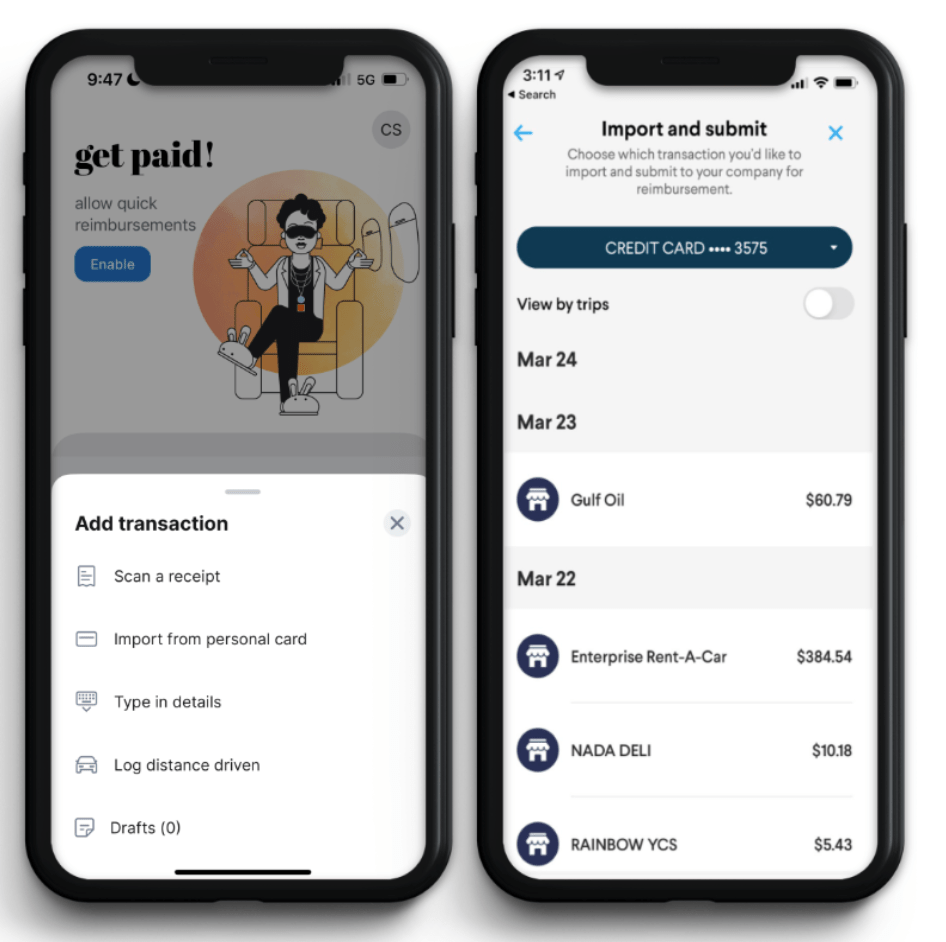 9:47
5G
CS
get paid!
allow quick
reimbursements
Enable
Add transaction
Scan a receipt
Import from personal card
Type in details
Log distance driven
Drafts (0)
3:11
Search
Import and submit
Choose which transaction you'd like to
import and submit to your company for
reimbursement.
CREDIT CARD •••• 3575
View by trips
Mar 24
Mar 23
Gulf Oil $60.79
Mar 22
Enterprise Rent-A-Car $384.54
NADA DELI $10.18
RAINBOW YCS $5.43